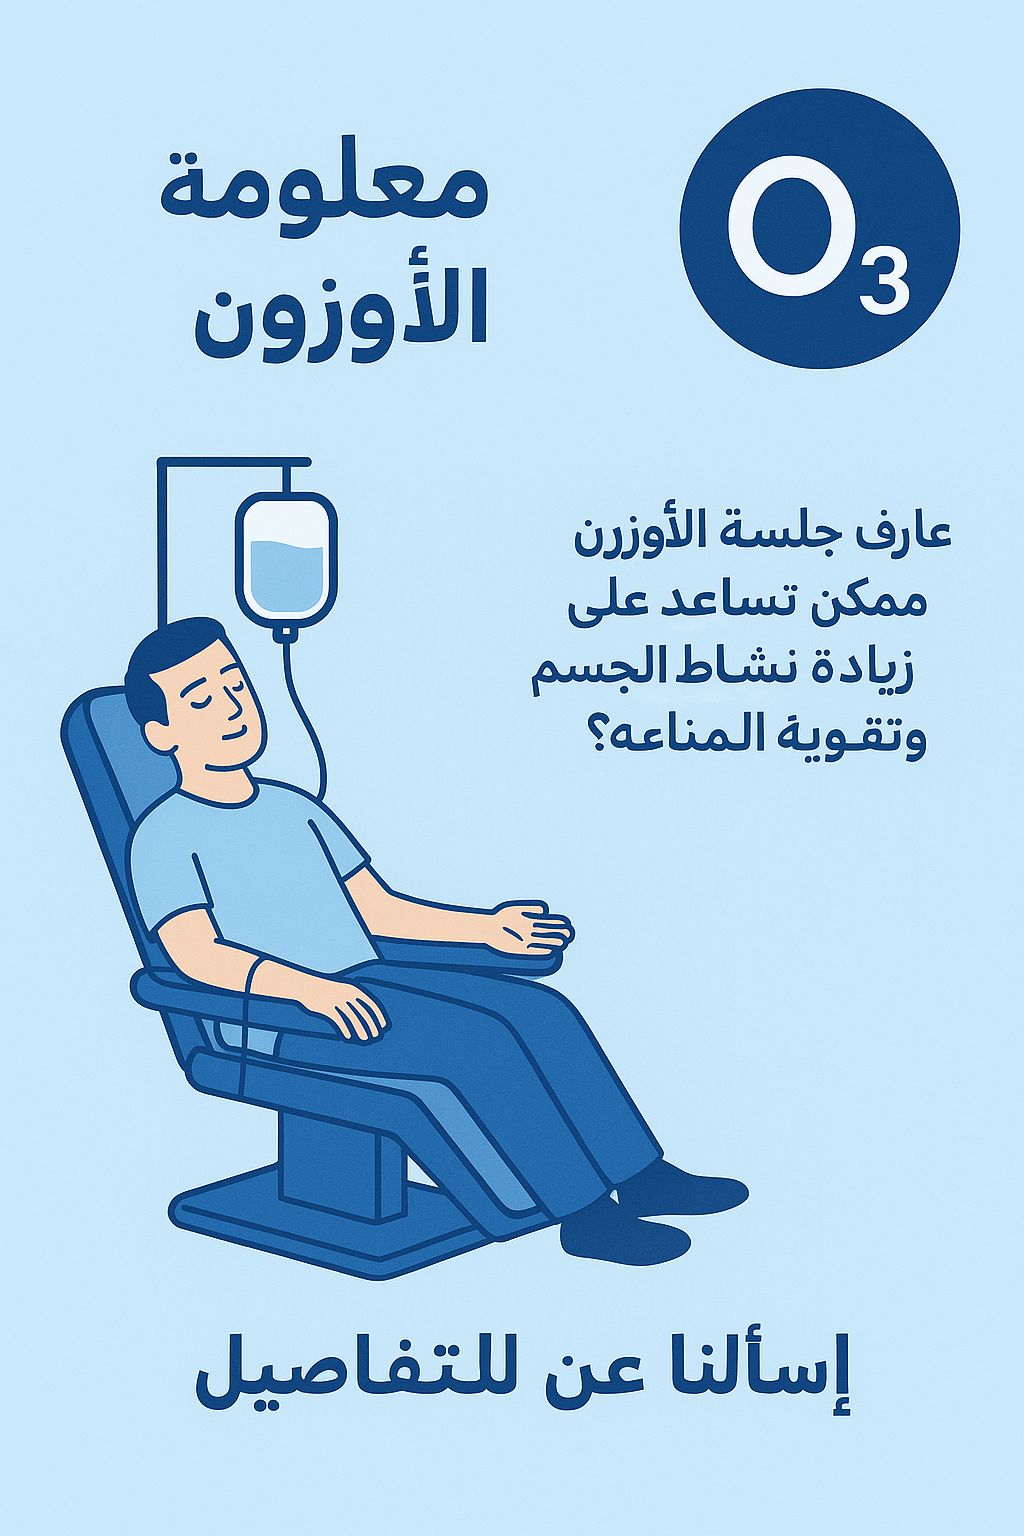 معلومة
الأوزون
O₃
عارف جلسة الأوزرن
ممكن تساعد على
زيادة نشاط الجسم
وتقوية المناعه؟
إسألنا عن للتفاصيل